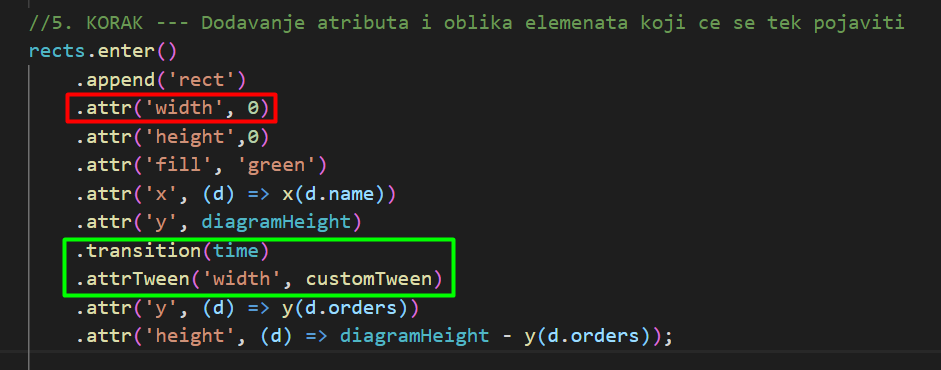 //5. KORAK --- Dodavanje atributa i oblika elemenata koji ce se tek pojaviti
rects.enter()
.append('rect')
.attr('width', 0)
.attr('height',0)
.attr('fill', 'green')
.attr('x', (d) => x(d.name))
.attr('y', diagramHeight)
.transition(time)
.attrTween('width', customTween)
.attr('y', (d) => y(d.orders))
.attr('height', (d) => diagramHeight - y(d.orders));